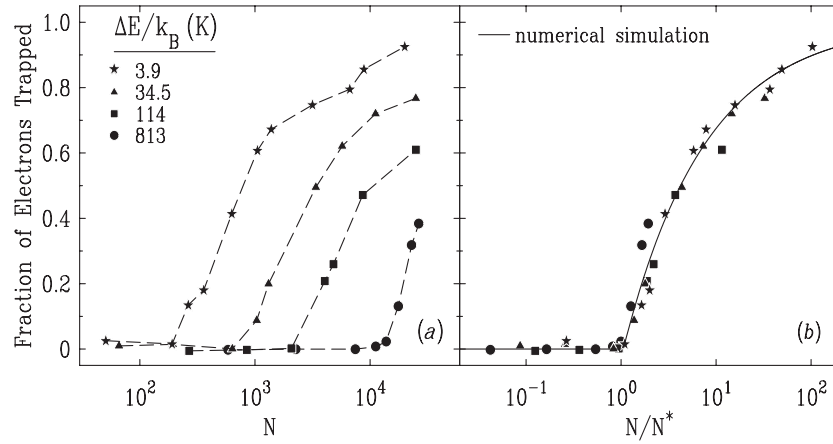 ΔE/k_B (K)
3.9
34.5
114
813
numerical simulation
Fraction of Electrons Trapped
1.0
0.8
0.6
0.4
0.2
0
(a)
(b)
10^2
10^3
10^4
10^-1
10^0
10^1
10^2
N
N/N*